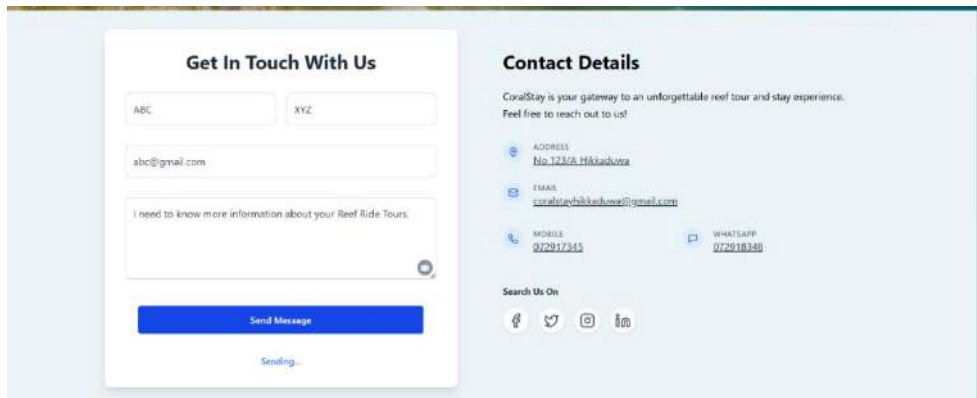 Get In Touch With Us
ABC
XYZ
abc@gmail.com
I need to know more information about your Reef Ride Tours.
Send Message
Sending...
Contact Details
CoralStay is your gateway to an unforgettable reef tour and stay experience.
Feel free to reach out to us!
ADDRESS
No 123/A Hikkaduwa
EMAIL
coralstayhikkaduwa@gmail.com
MOBILE
072917345
WHATSAPP
072918348
Search Us On